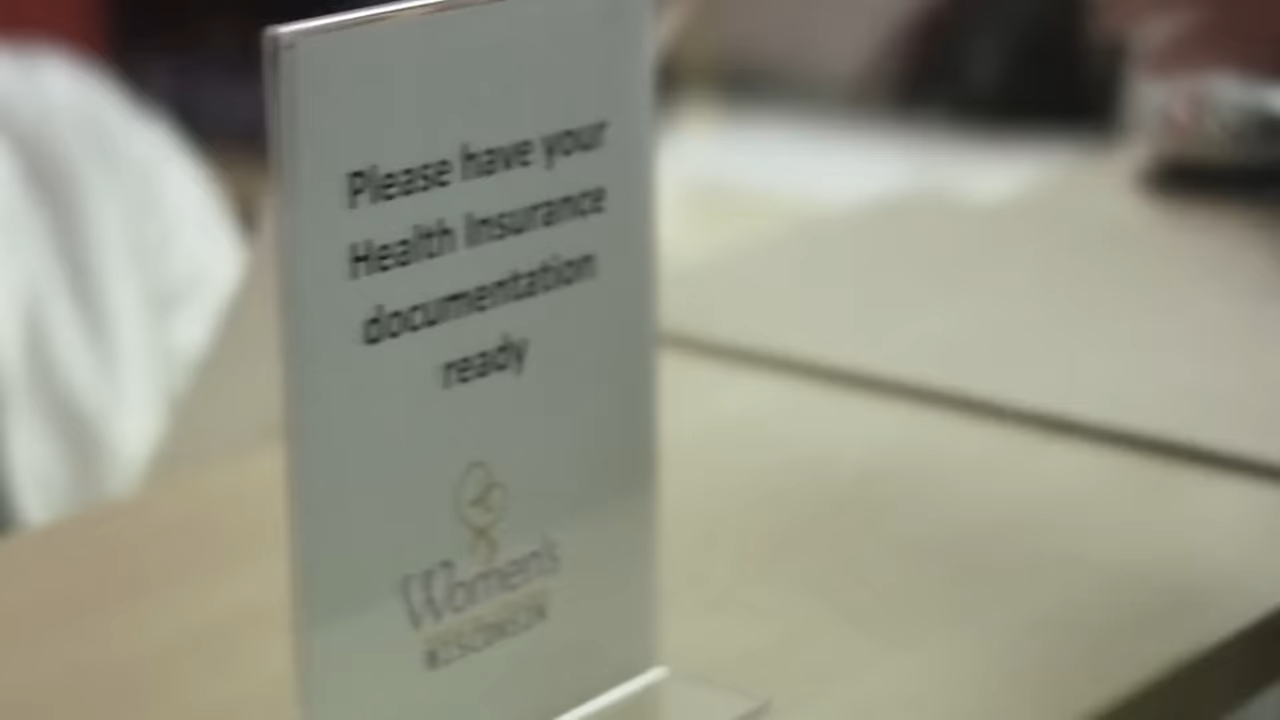 Please have your
Health Insurance
documentation
ready
Women's